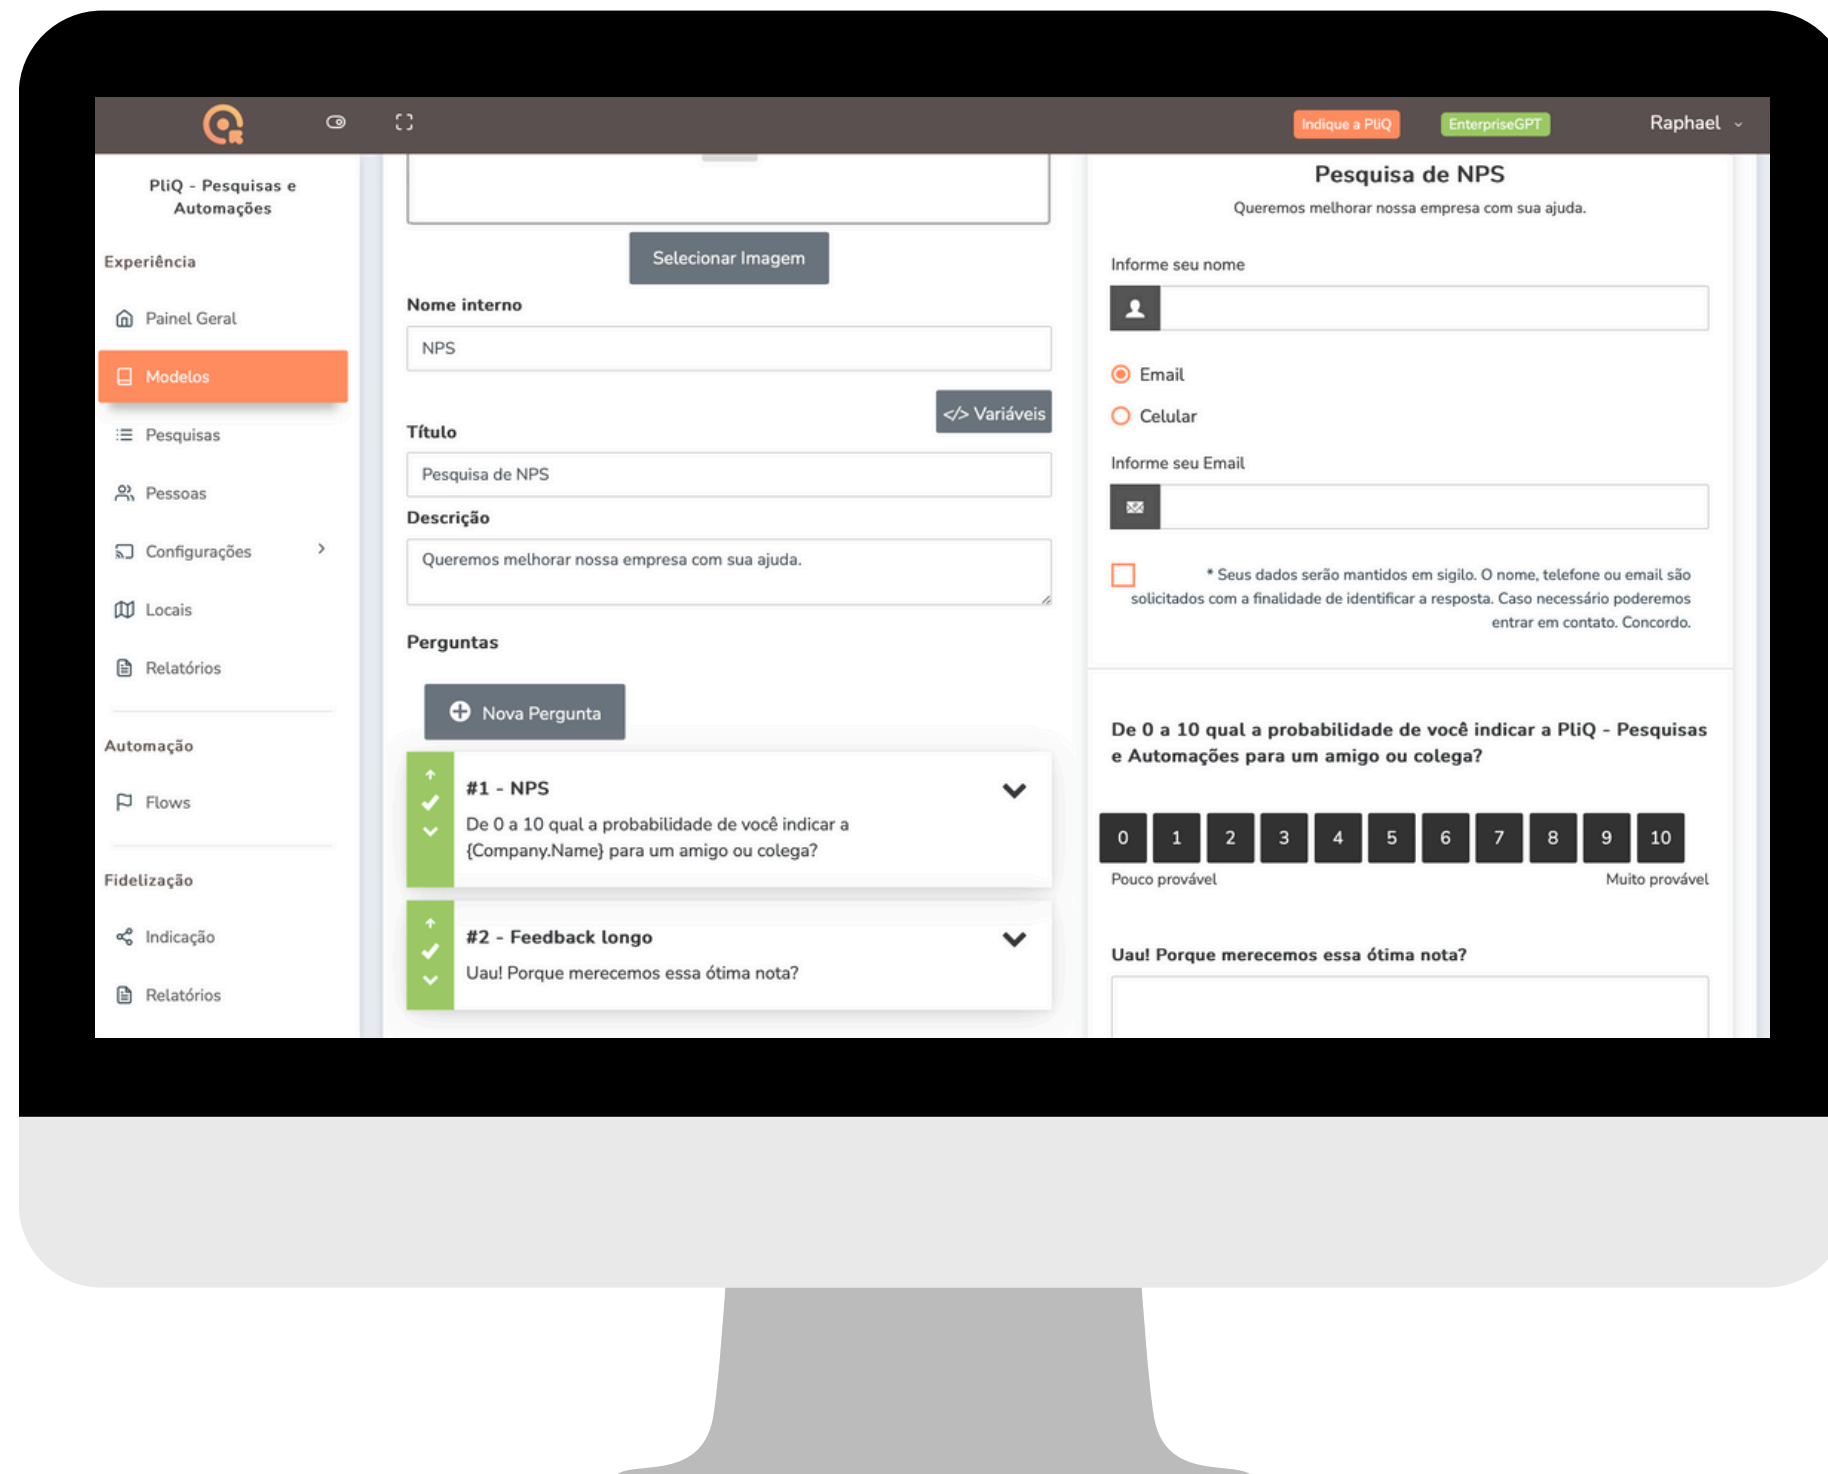 Indique a PliQ
EnterpriseGPT
Raphael
PliQ - Pesquisas e
Automações
Experiência
Painel Geral
Modelos
Pesquisas
Pessoas
Configurações
Locais
Relatórios
Automação
Flows
Fidelização
Indicação
Relatórios
Selecionar Imagem
Nome interno
NPS
</> Variáveis
Título
Pesquisa de NPS
Descrição
Queremos melhorar nossa empresa com sua ajuda.
Perguntas
Nova Pergunta
#1 - NPS
De 0 a 10 qual a probabilidade de você indicar a
{Company.Name} para um amigo ou colega?
#2 - Feedback longo
Uau! Porque merecemos essa ótima nota?
Pesquisa de NPS
Queremos melhorar nossa empresa com sua ajuda.
Informe seu nome
Email
Celular
Informe seu Email
* Seus dados serão mantidos em sigilo. O nome, telefone ou email são
solicitados com a finalidade de identificar a resposta. Caso necessário poderemos
entrar em contato. Concordo.
De 0 a 10 qual a probabilidade de você indicar a PliQ - Pesquisas
e Automações para um amigo ou colega?
0 1 2 3 4 5 6 7 8 9 10
Pouco provável Muito provável
Uau! Porque merecemos essa ótima nota?